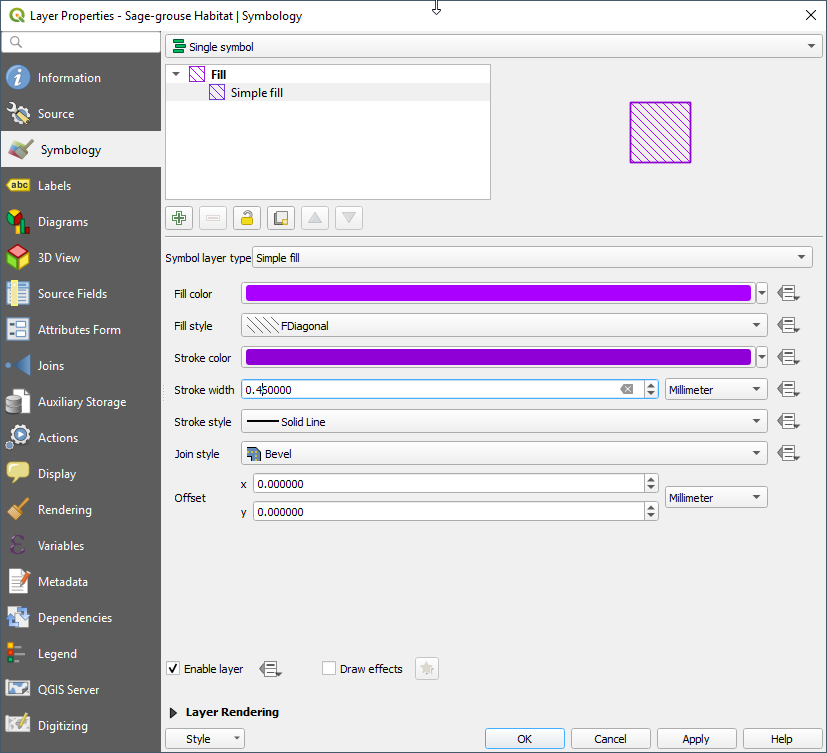 Layer Properties - Sage-grouse Habitat | Symbology
Single symbol
Information
Source
Symbology
abc Labels
Diagrams
3D View
Source Fields
Attributes Form
Joins
Auxiliary Storage
Actions
Display
Rendering
Variables
Metadata
Dependencies
Legend
QGIS Server
Digitizing
Fill
Simple fill
Symbol layer type Simple fill
Fill color
Fill style FDiagonal
Stroke color
Stroke width 0.460000 Millimeter
Stroke style Solid Line
Join style Bevel
Offset x 0.000000 Millimeter
y 0.000000
Enable layer Draw effects
Layer Rendering
Style OK Cancel Apply Help